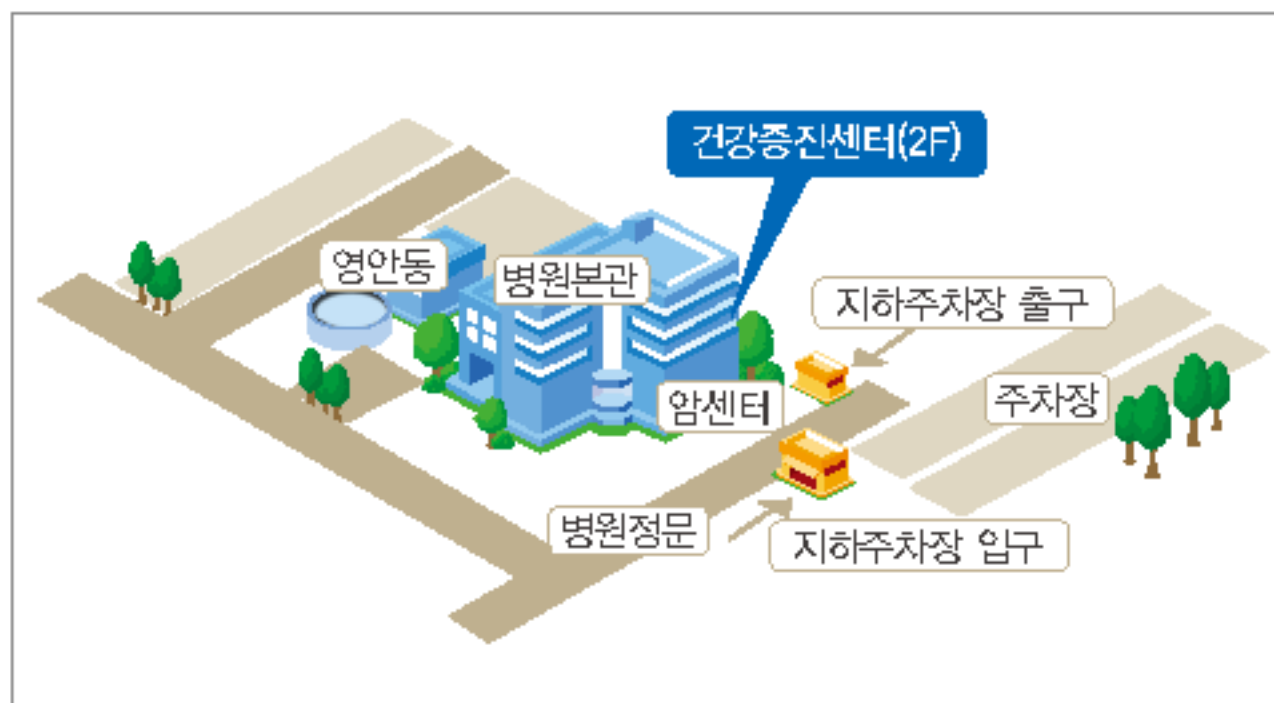 건강증진센터(2F)
영안동
병원본관
지하주차장 출구
암센터
주차장
병원정문
지하주차장 입구